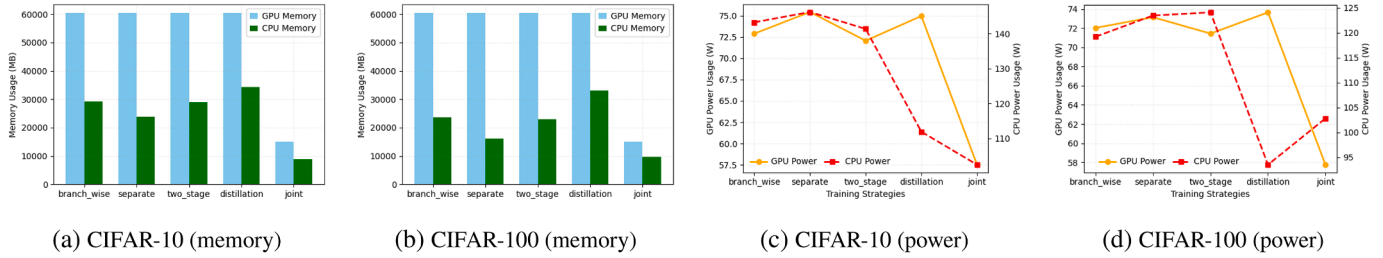 60000
50000
40000
30000
20000
10000
0
Memory Usage (MB)
GPU Memory
CPU Memory
branch_wise separate two_stage distillation joint
(a) CIFAR-10 (memory)
60000
50000
40000
30000
20000
10000
0
Memory Usage (MB)
GPU Memory
CPU Memory
branch_wise separate two_stage distillation joint
(b) CIFAR-100 (memory)
75.0
72.5
70.0
67.5
65.0
62.5
60.0
57.5
GPU Power Usage (W)
140
130
120
110
CPU Power Usage (W)
GPU Power CPU Power
branch_wise separate two_stage distillation joint
Training Strategies
(c) CIFAR-10 (power)
74
72
70
68
66
64
62
60
58
GPU Power Usage (W)
125
120
115
110
105
100
95
CPU Power Usage (W)
GPU Power CPU Power
branch_wise separate two_stage distillation joint
Training Strategies
(d) CIFAR-100 (power)